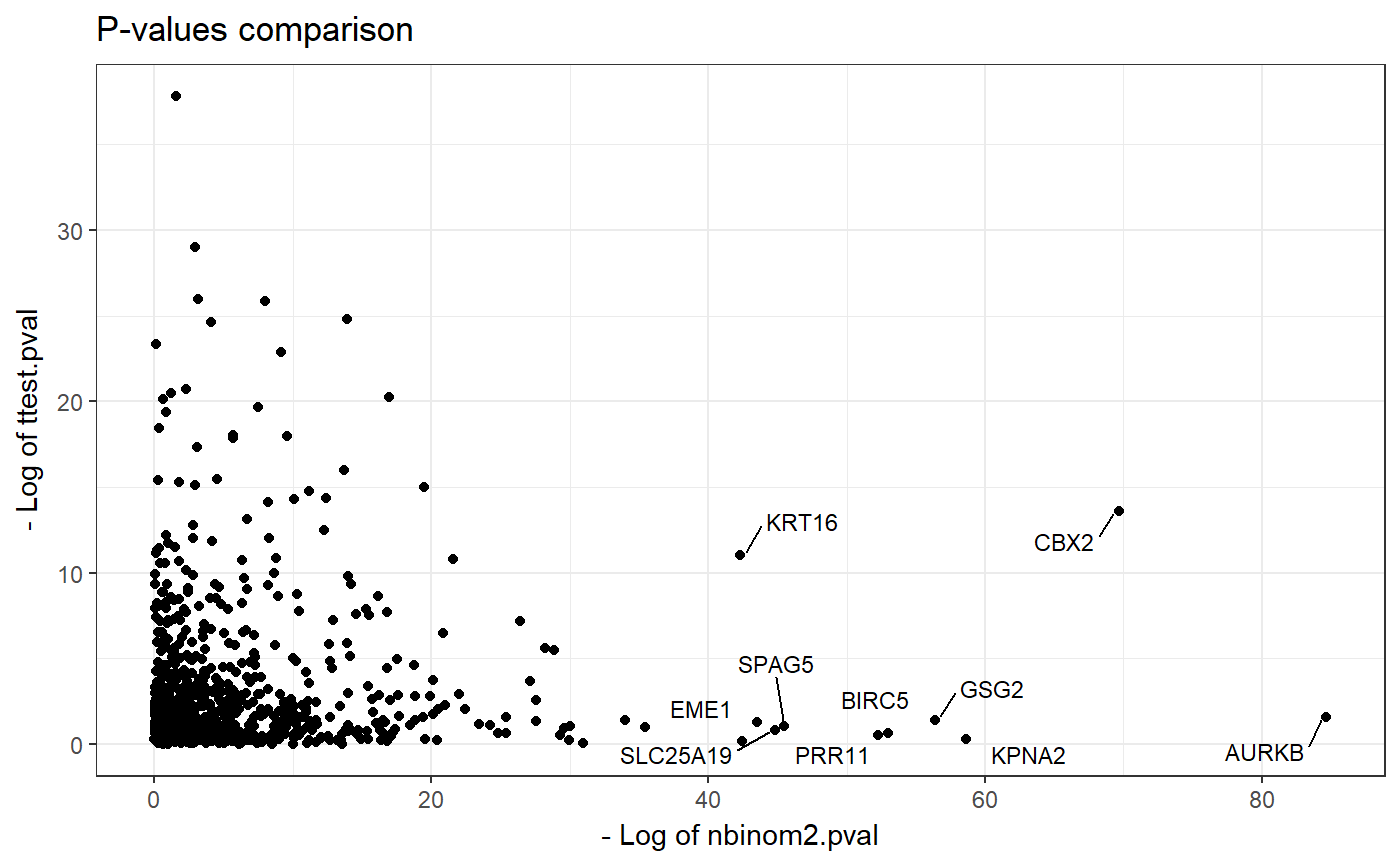 P-values comparison
- Log of ttest.pval
30
20
10
0
KRT16
CBX2
SPAG5
GSG2
BIRC5
EME1
AURKB
SLC25A19
PRR11
KPNA2
0
20
40
60
80
- Log of nbinom2.pval